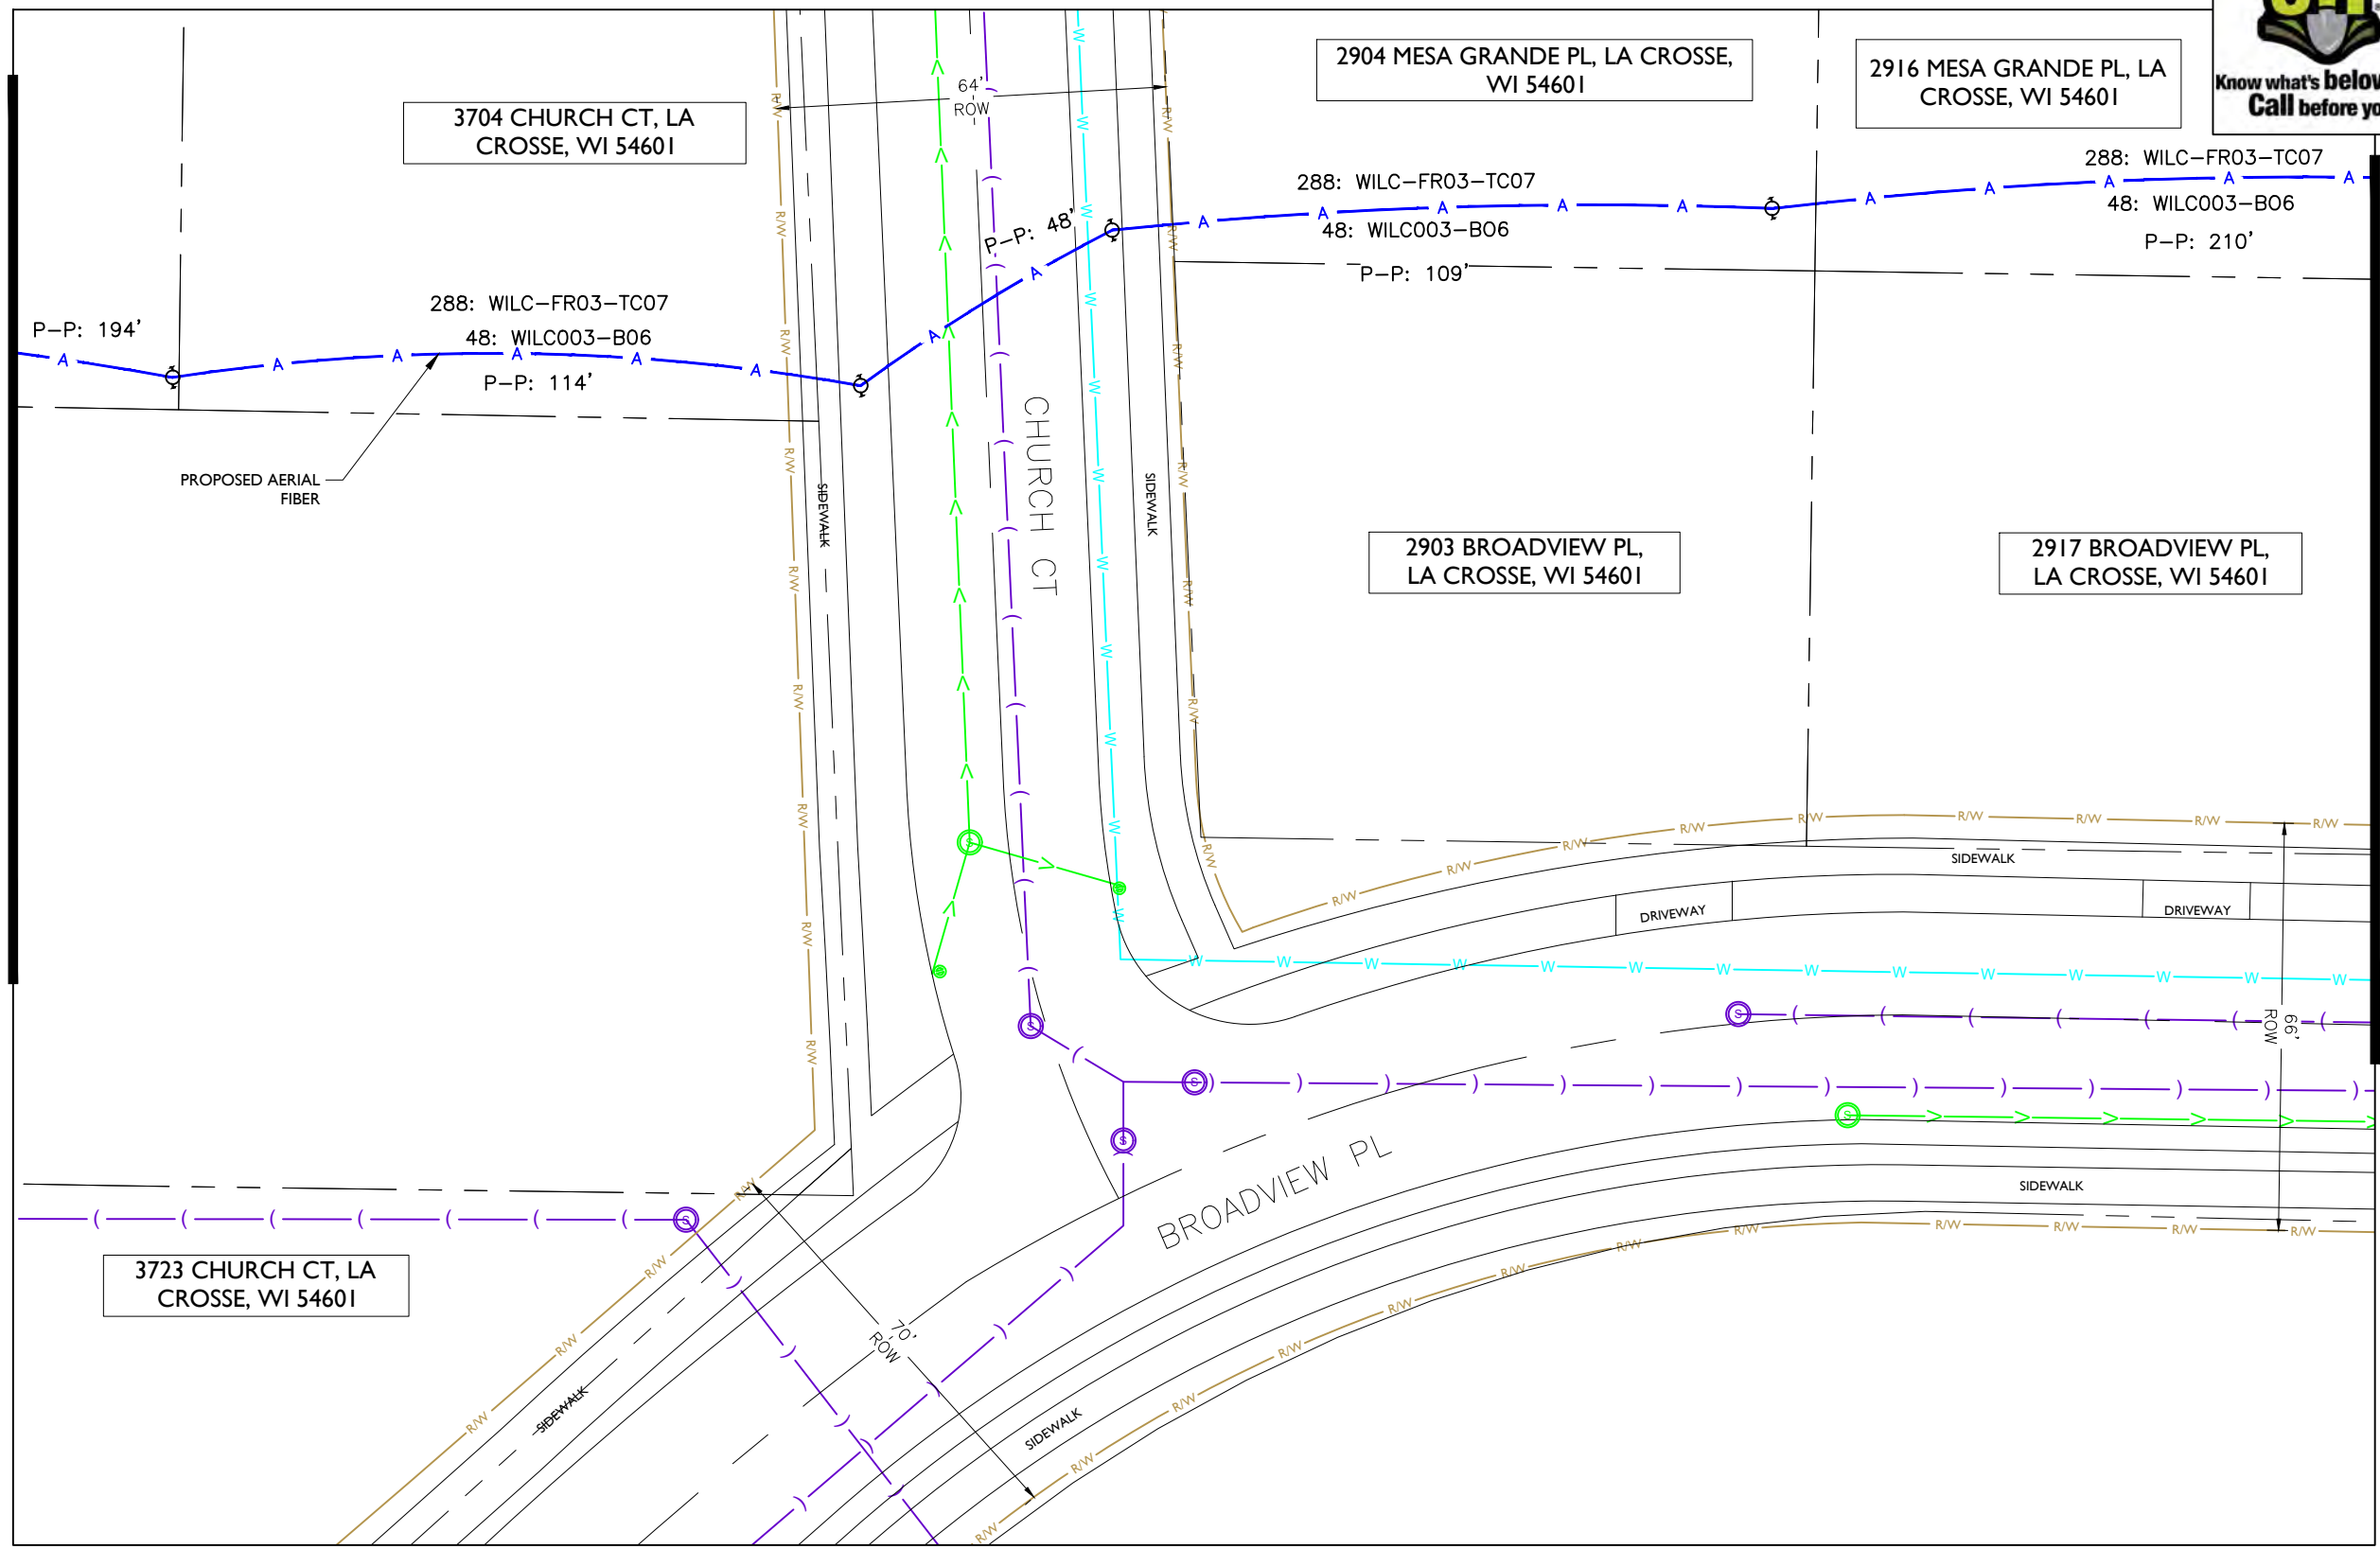 Know what's below
Call before yo
3704 CHURCH CT, LA
CROSSE, WI 54601
64'
ROW
2904 MESA GRANDE PL, LA CROSSE,
WI 54601
2916 MESA GRANDE PL, LA
CROSSE, WI 54601
288: WILC-FR03-TC07
48: WILC003-B06
P-P: 210'
288: WILC-FR03-TC07
48: WILC003-B06
P-P: 109'
P-P: 48'
P-P: 194'
288: WILC-FR03-TC07
48: WILC003-B06
P-P: 114'
PROPOSED AERIAL
FIBER
SIDEWALK
CHURCH CT
SIDEWALK
2903 BROADVIEW PL,
LA CROSSE, WI 54601
2917 BROADVIEW PL,
LA CROSSE, WI 54601
SIDEWALK
DRIVEWAY
DRIVEWAY
66'
ROW
BROADVIEW PL
SIDEWALK
3723 CHURCH CT, LA
CROSSE, WI 54601
70'
ROW
SIDEWALK
SIDEWALK